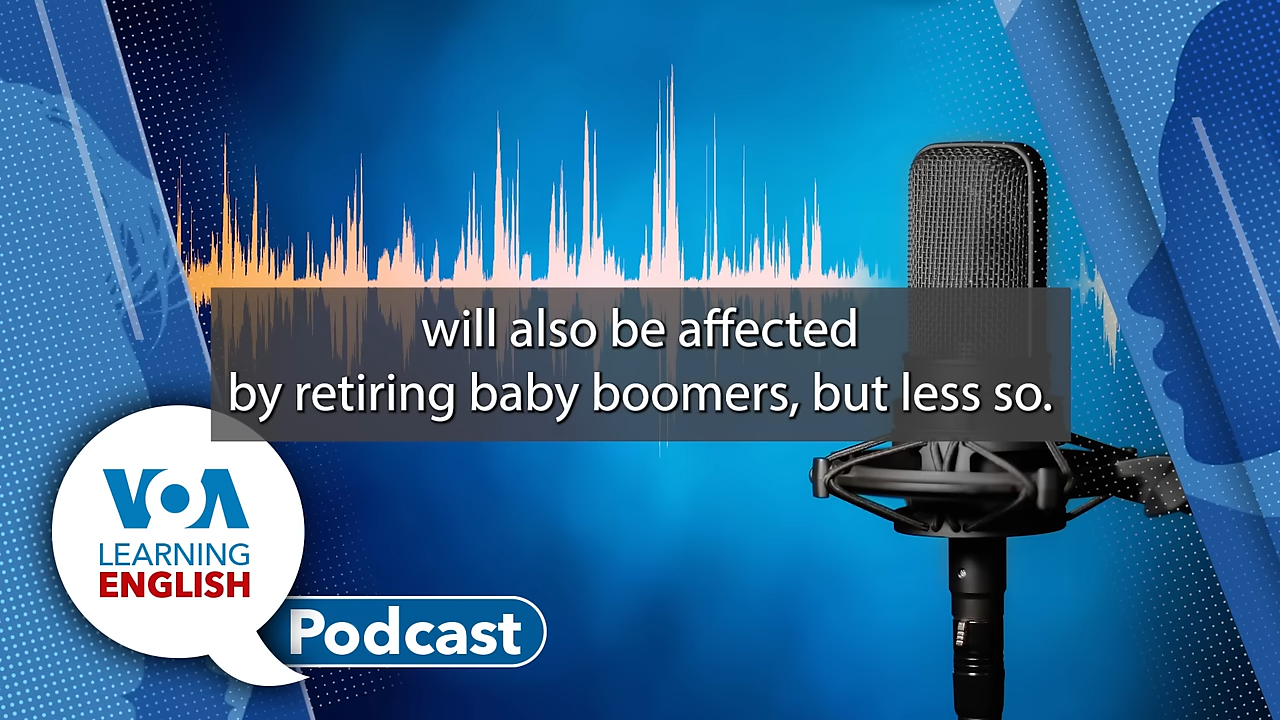 will also be affected
by retiring baby boomers, but less so.
VOA
LEARNING
ENGLISH
Podcast